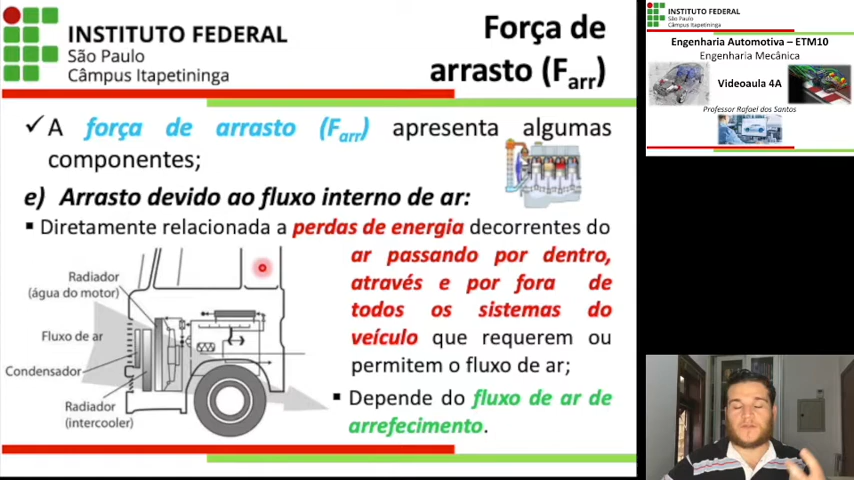 INSTITUTO FEDERAL
São Paulo
Câmpus Itapetininga
Força de
arrasto (Farr)
✓ A força de arrasto (Farr) apresenta algumas
componentes;
e) Arrasto devido ao fluxo interno de ar:
▪ Diretamente relacionada a perdas de energia decorrentes do
ar passando por dentro,
através e por fora de
todos os sistemas do
veículo que requerem ou
permitem o fluxo de ar;
▪ Depende do fluxo de ar de
arrefecimento.
Radiador
(água do motor)
Fluxo de ar
Condensador
Radiador
(intercooler)
INSTITUTO FEDERAL
São Paulo
Câmpus Itapetininga
Engenharia Automotiva – ETM10
Engenharia Mecânica
Videoaula 4A
Professor Rafael dos Santos